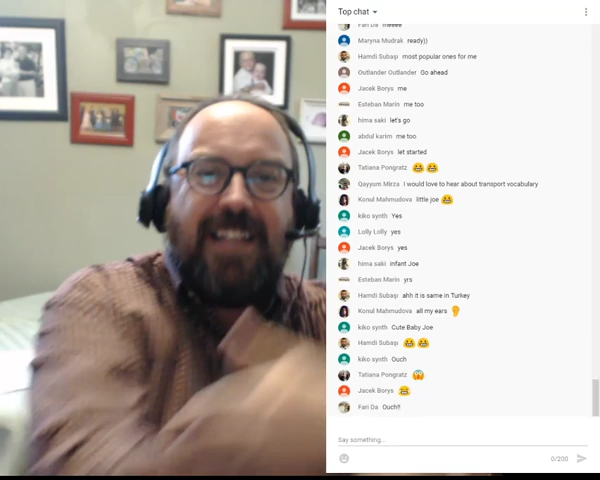 Top chat
Fari Da meeee
Maryna Mudrak ready))
Hamdi Subaşı most popular ones for me
Outlander Outlander Go ahead
Jacek Borys me
Esteban Marin me too
hima saki let's go
abdul karim me too
Jacek Borys let started
Tatiana Pongratz 😂 😂
Qayyum Mirza I would love to hear about transport vocabulary
Konul Mahmudova little joe 😂
kiko synth Yes
Lolly Lolly yes
Jacek Borys yes
hima saki infant Joe
Esteban Marin yrs
Hamdi Subaşı ahh it is same in Turkey
Konul Mahmudova all my ears 👂
kiko synth Cute Baby Joe
Hamdi Subaşı 😂 😂
kiko synth Ouch
Tatiana Pongratz 😱
Jacek Borys 😂
Fari Da Ouch!!
Say something...
0/200